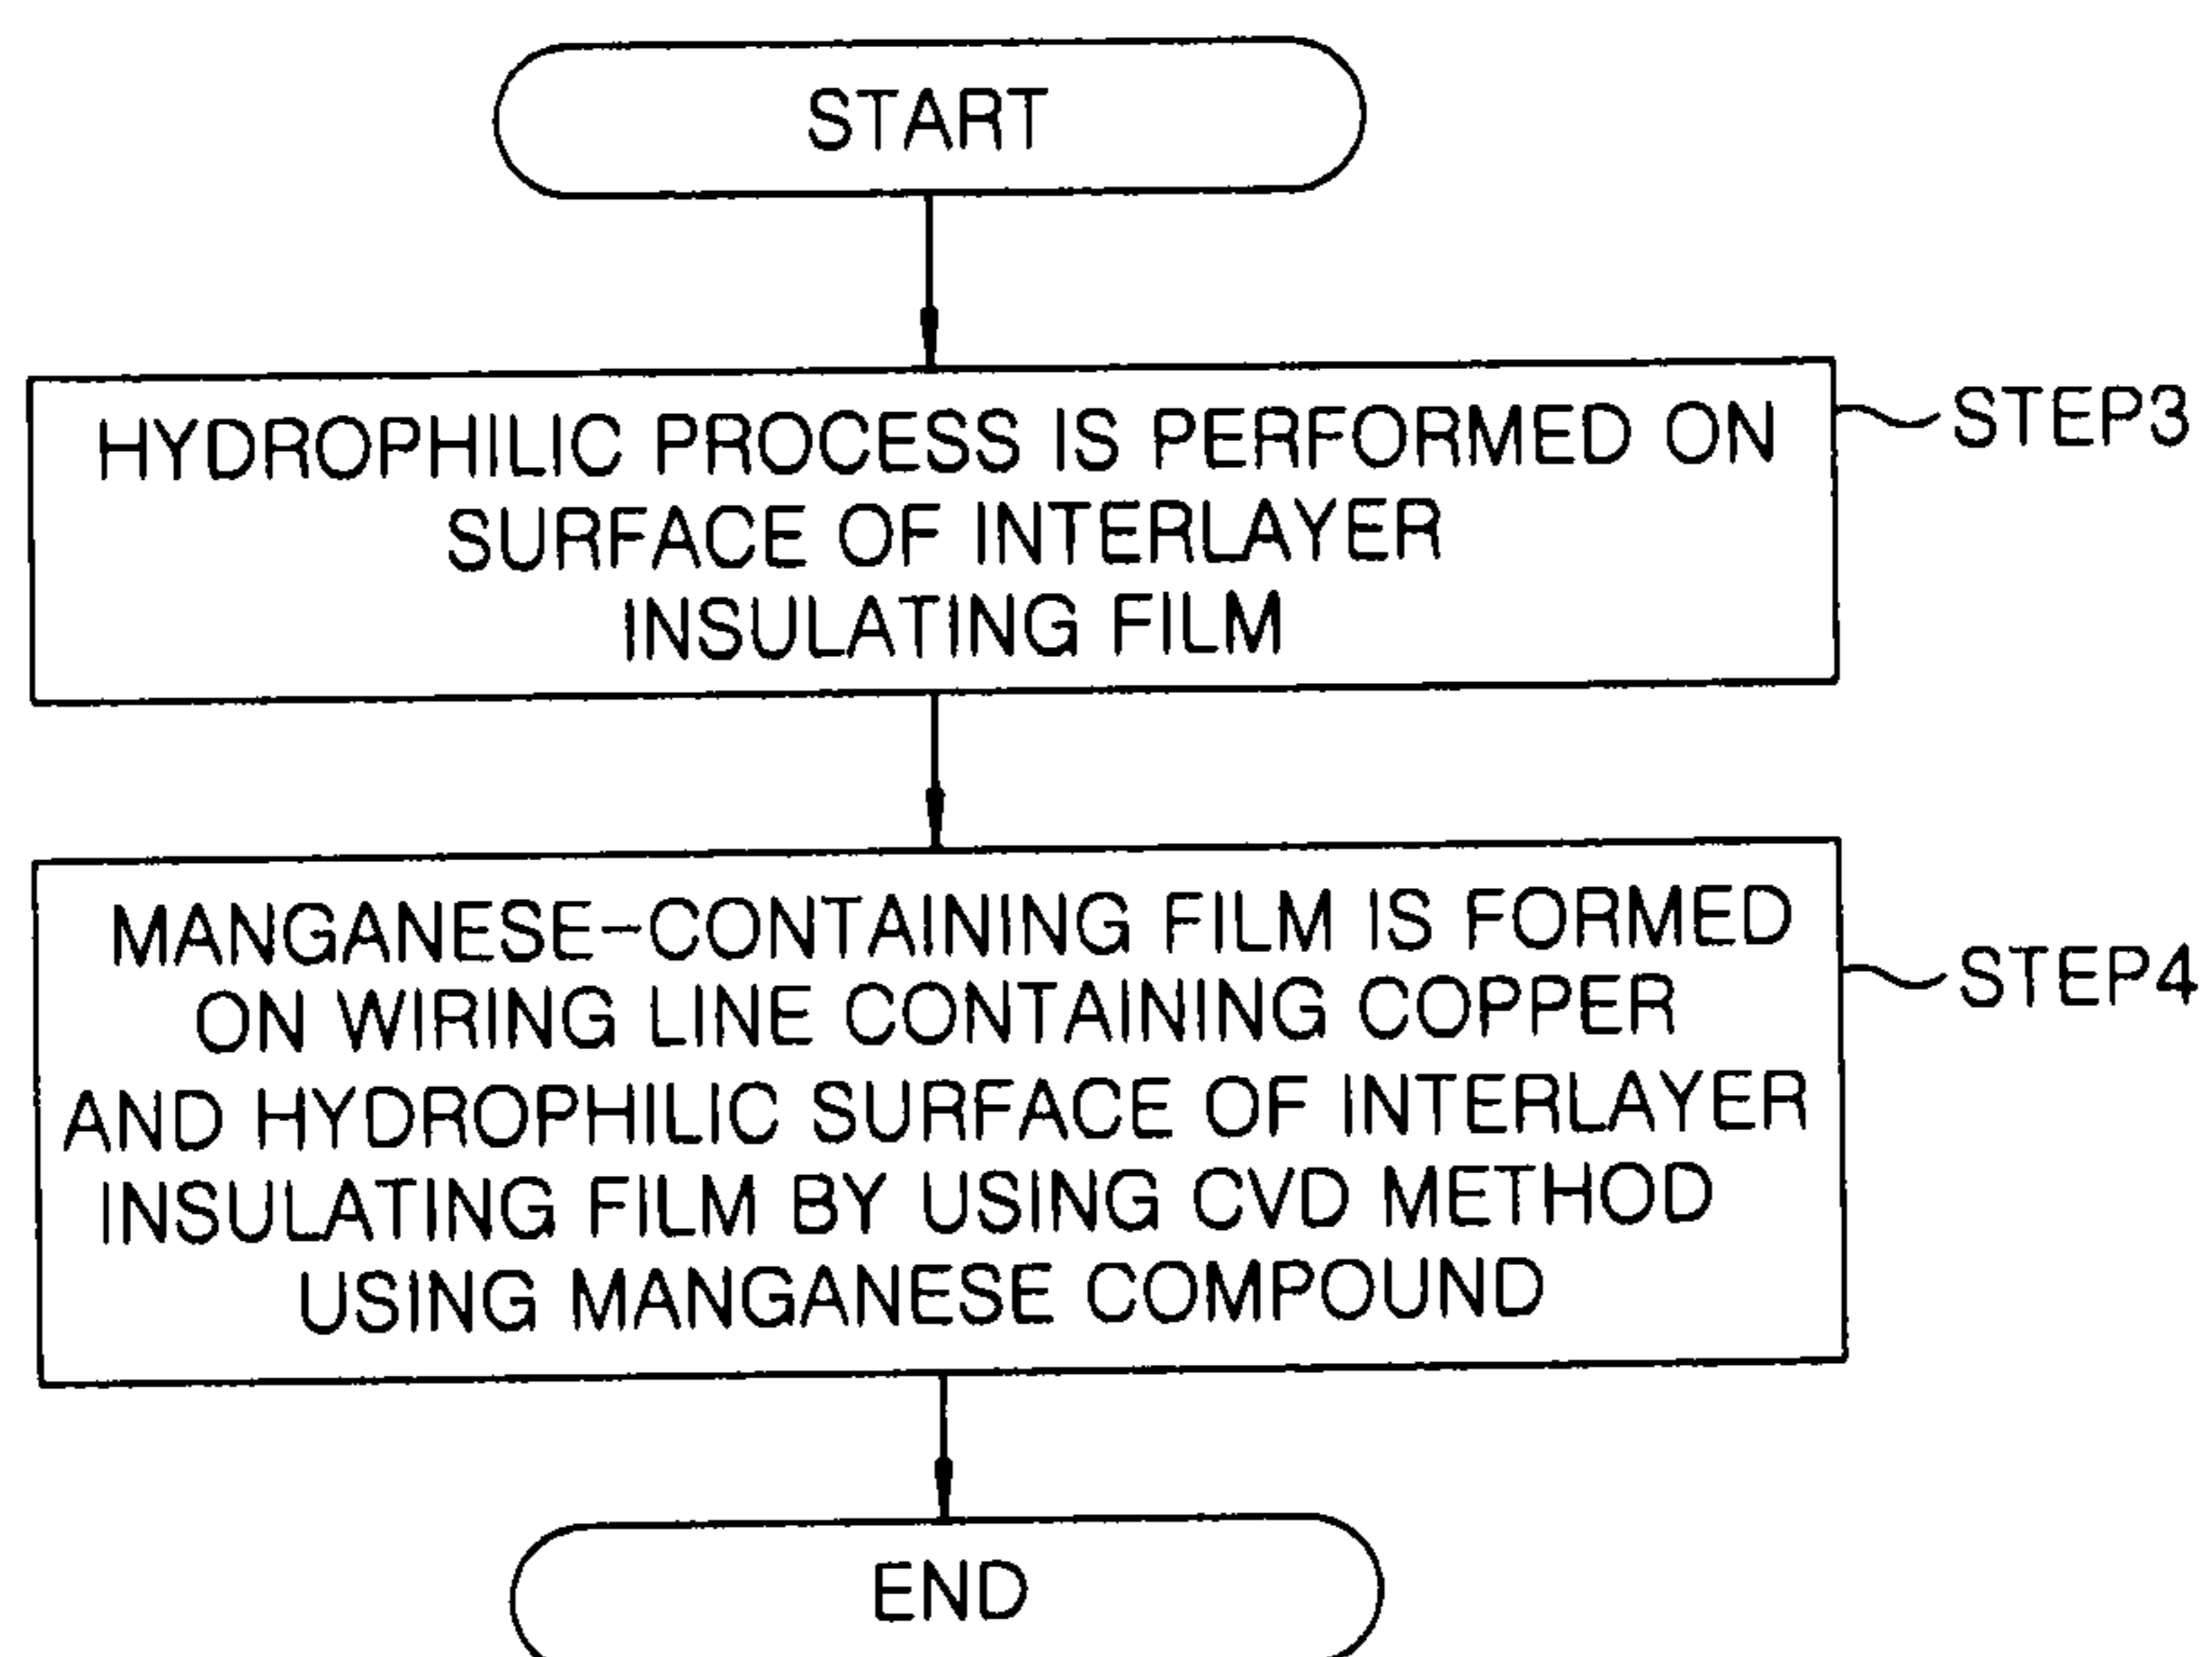 START
HYDROPHILIC PROCESS IS PERFORMED ON
SURFACE OF INTERLAYER
INSULATING FILM
STEP3
MANGANESE-CONTAINING FILM IS FORMED
ON WIRING LINE CONTAINING COPPER
AND HYDROPHILIC SURFACE OF INTERLAYER
INSULATING FILM BY USING CVD METHOD
USING MANGANESE COMPOUND
STEP4
END